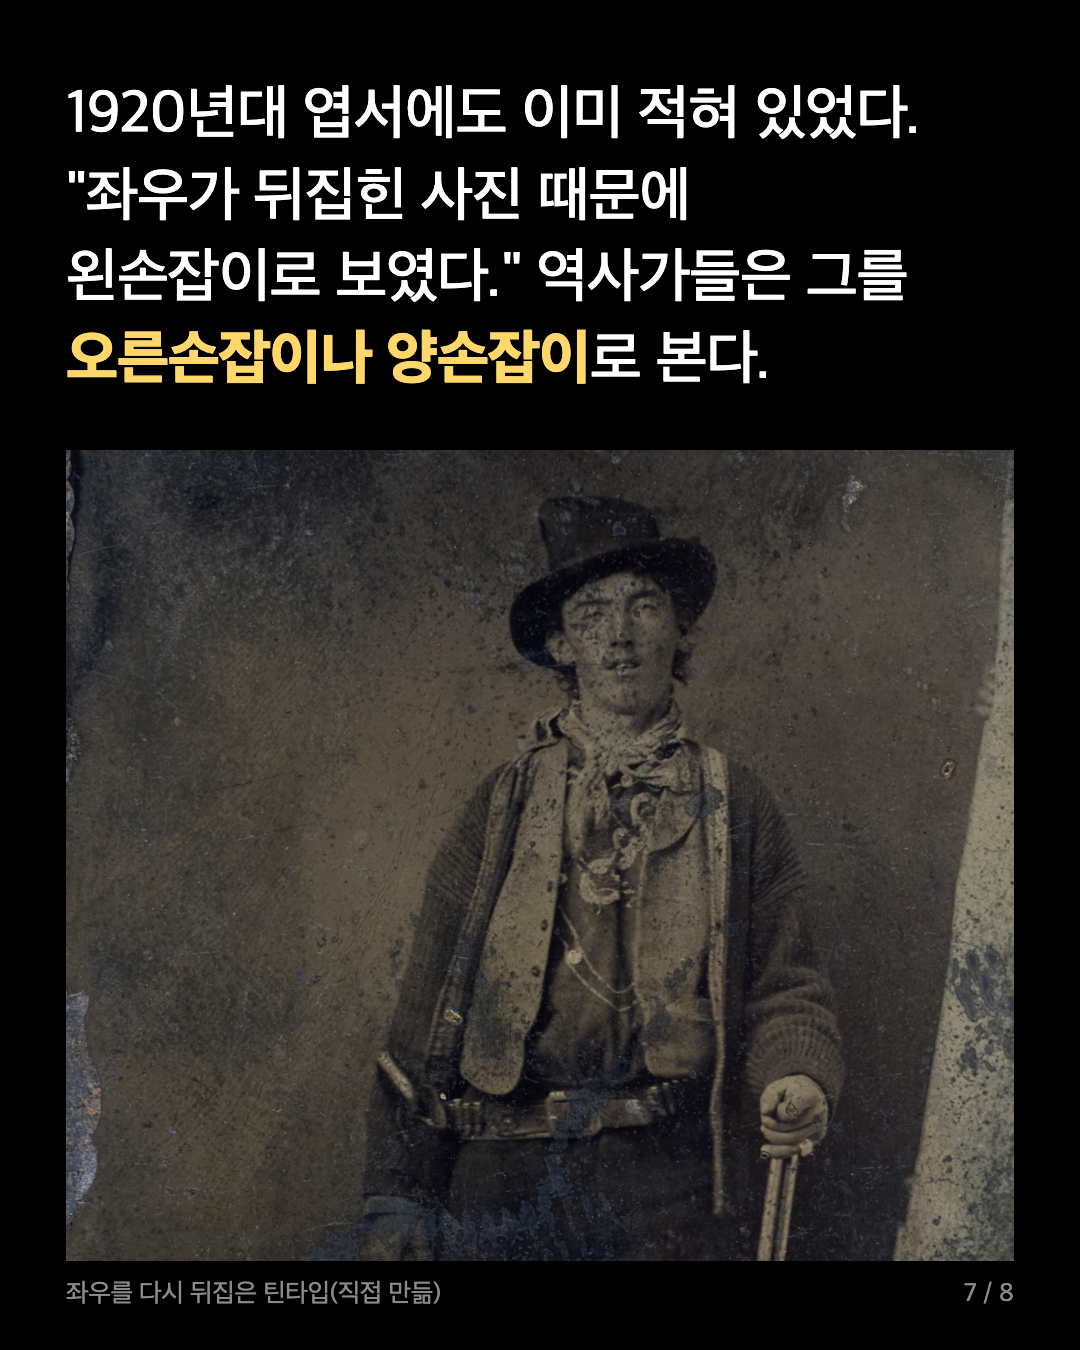 1920년대 엽서에도 이미 적혀 있었다.
"좌우가 뒤집힌 사진 때문에
왼손잡이로 보였다." 역사가들은 그를
오른손잡이나 양손잡이로 본다.
좌우를 다시 뒤집은 틴타입(직접 만듦)
7 / 8